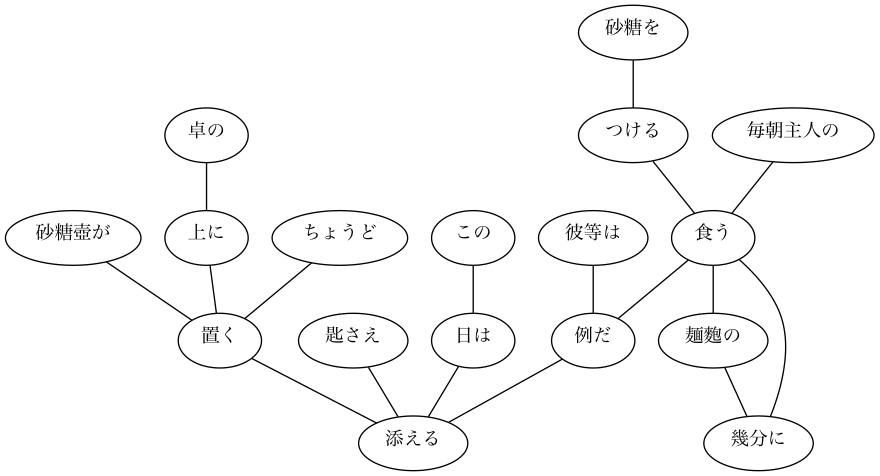 砂糖を
卓の
つける
毎朝主人の
砂糖壺が
上に
ちょうど
この
彼等は
食う
置く
匙さえ
日は
例だ
麺麭の
添える
幾分に